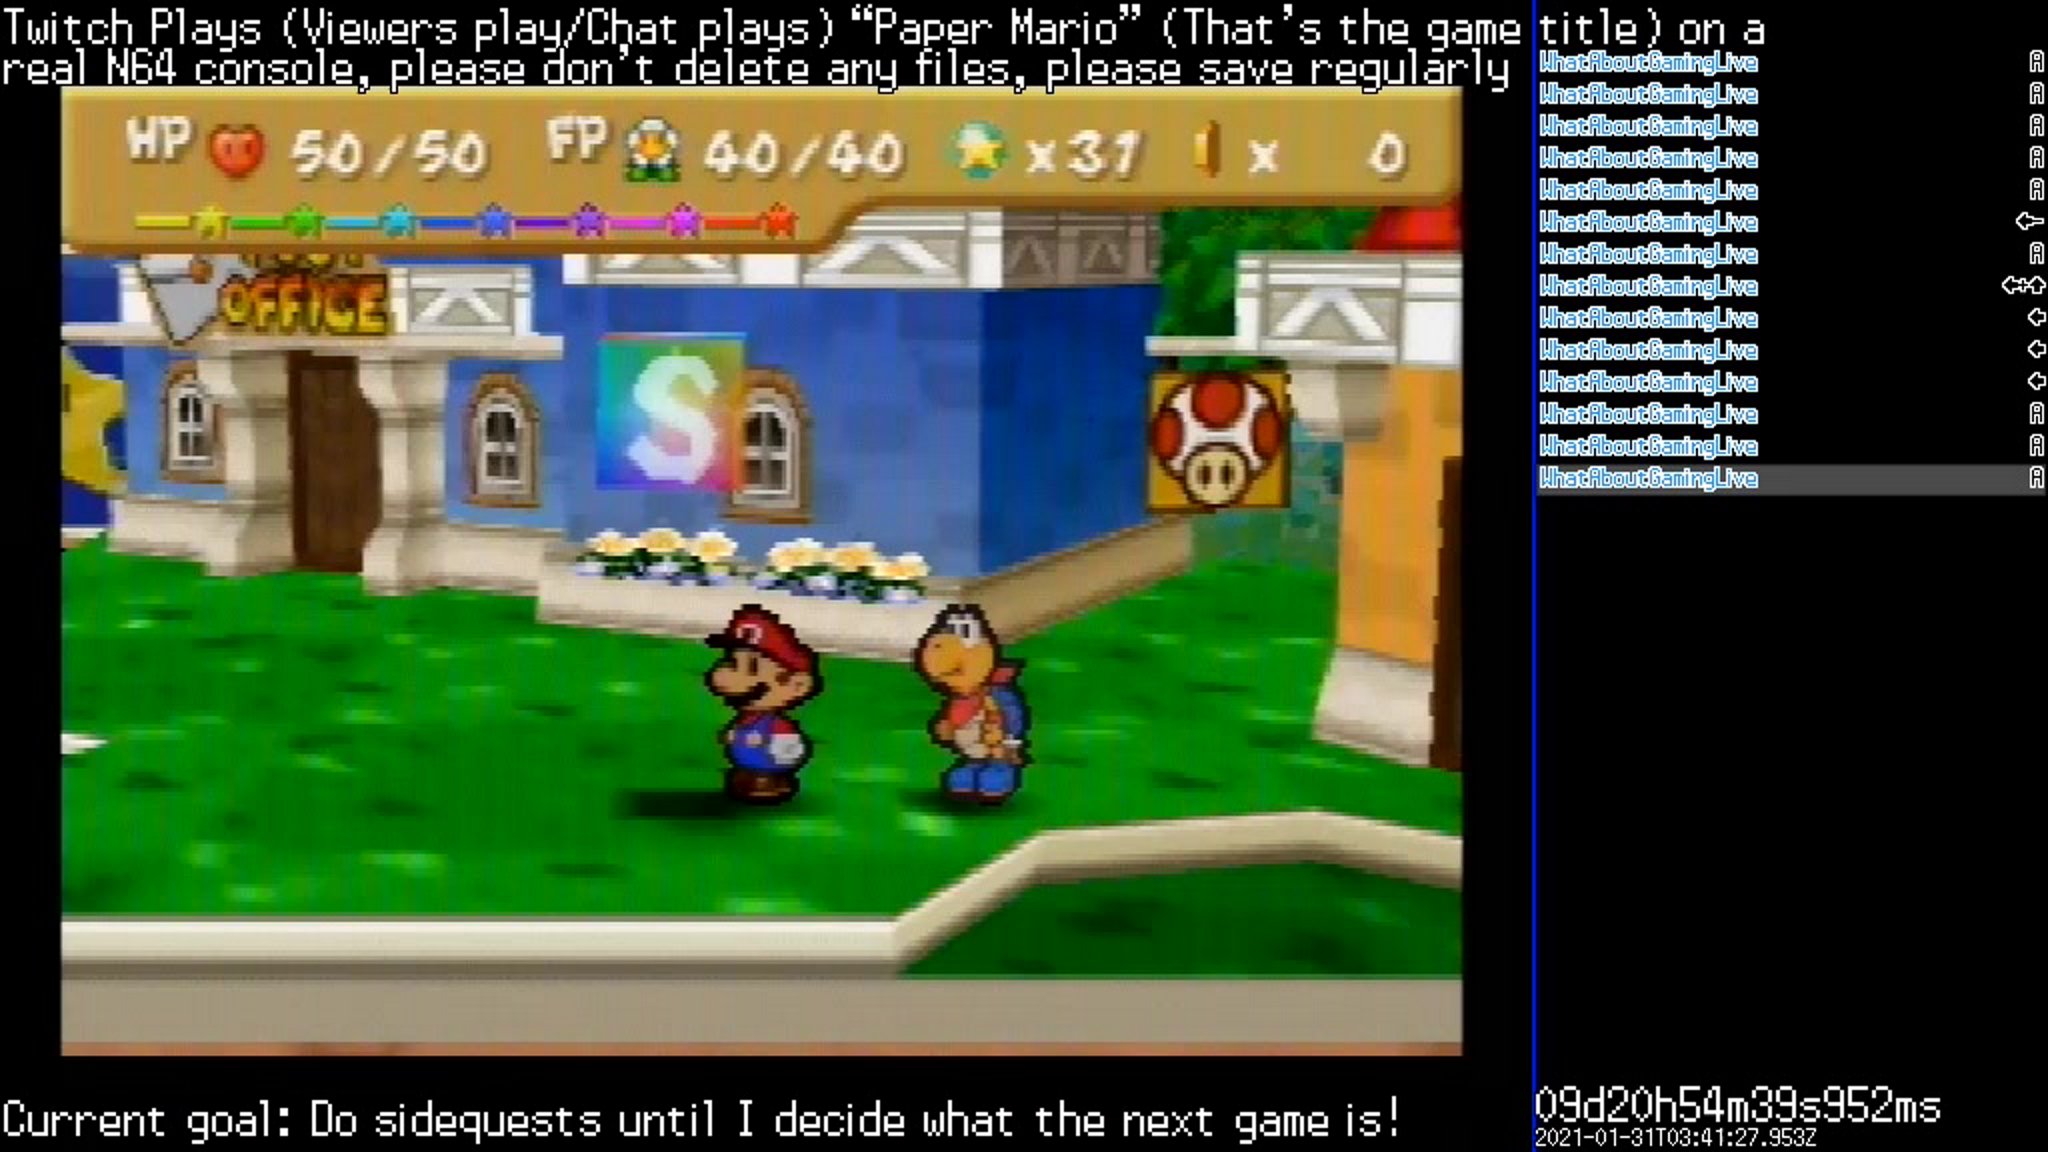 Twitch Plays (Viewers play/Chat plays) “Paper Mario” (That's the game title) on a
real N64 console, please don't delete any files, please save regularly
HP 50/50 FP 40/40 x31 x 0
POST
OFFICE
S
WhatAboutGamingLive A
WhatAboutGamingLive A
WhatAboutGamingLive A
WhatAboutGamingLive A
WhatAboutGamingLive A
WhatAboutGamingLive ←
WhatAboutGamingLive A
WhatAboutGamingLive
WhatAboutGamingLive
WhatAboutGamingLive
WhatAboutGamingLive
WhatAboutGamingLive A
WhatAboutGamingLive A
WhatAboutGamingLive A
Current goal: Do sidequests until I decide what the next game is!
09d20h54m39s952ms
2021-01-31T03:41:27.953Z